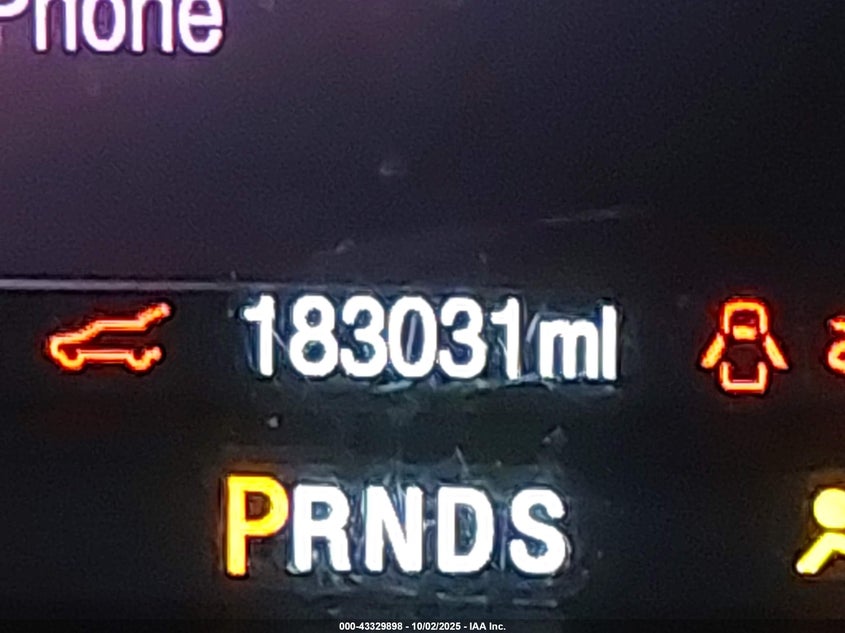 Phone
183031mi
PRNDS
000-43329898 - 10/02/2025 - IAA Inc.